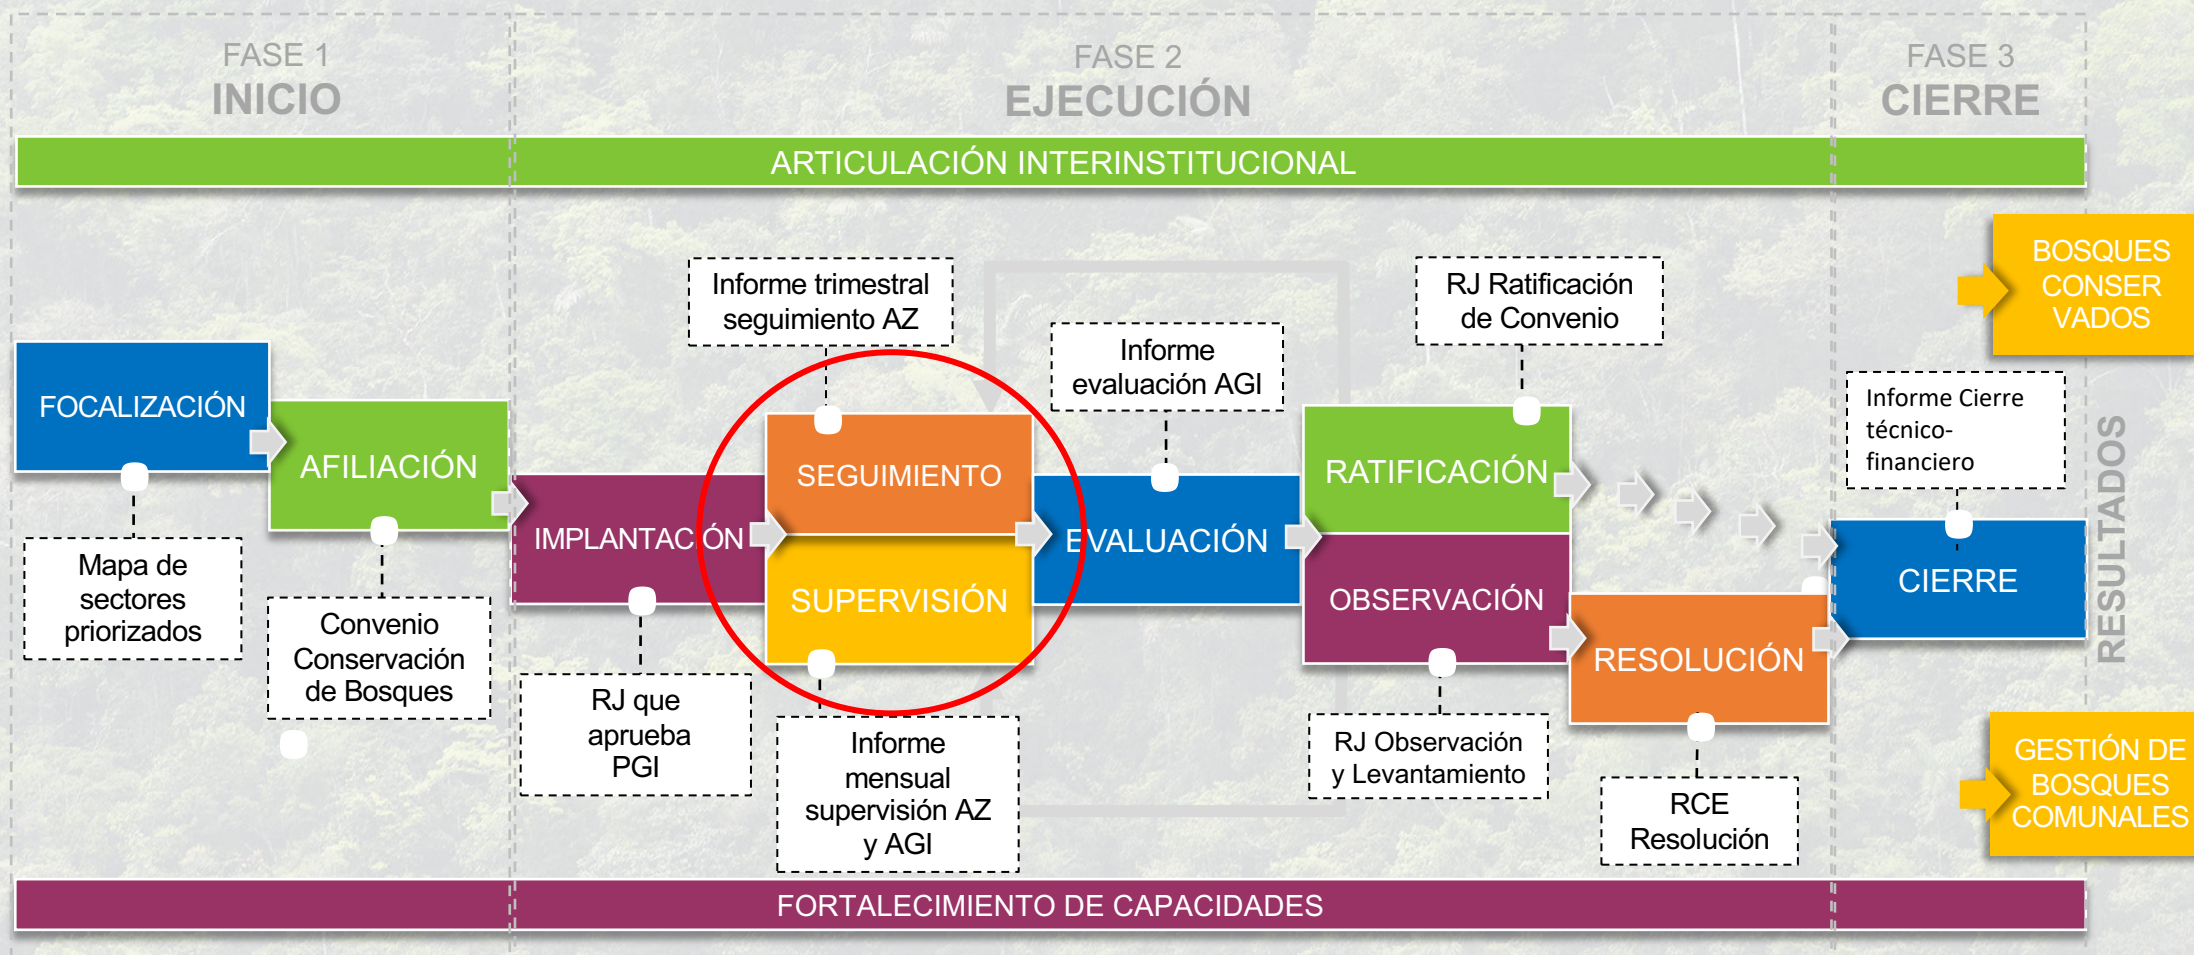 FASE 1
INICIO
FASE 2
EJECUCIÓN
FASE 3
CIERRE
ARTICULACIÓN INTERINSTITUCIONAL
FOCALIZACIÓN
Mapa de
sectores
priorizados
AFILIACIÓN
Convenio
Conservación
de Bosques
IMPLANTACIÓN
RJ que
aprueba
PGI
Informe trimestral
seguimiento AZ
SEGUIMIENTO
SUPERVISIÓN
Informe
mensual
supervisión AZ
y AGI
Informe
evaluación AGI
EVALUACIÓN
RJ Ratificación
de Convenio
RATIFICACIÓN
OBSERVACIÓN
RJ Observación
y Levantamiento
RESOLUCIÓN
RCE
Resolución
Informe Cierre
técnico-
financiero
CIERRE
RESULTADOS
BOSQUES
CONSER
VADOS
GESTIÓN DE
BOSQUES
COMUNALES
FORTALECIMIENTO DE CAPACIDADES